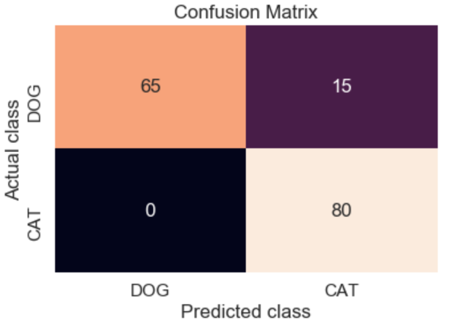 Confusion Matrix
Actual class
DOG
65
15
CAT
0
80
DOG
CAT
Predicted class